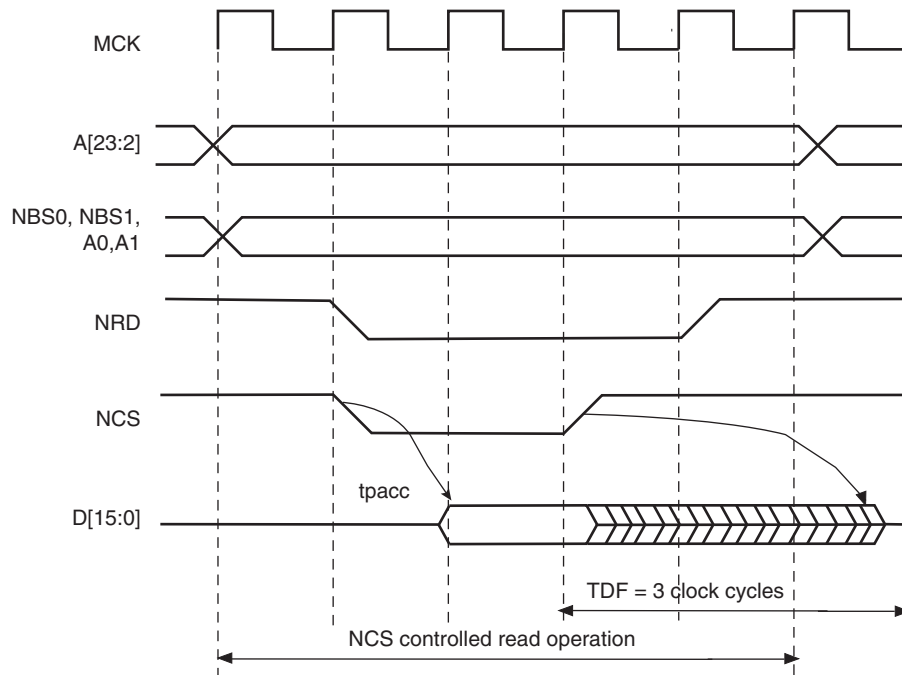 MCK
A[23:2]
NBS0, NBS1,
A0,A1
NRD
NCS
tpacc
D[15:0]
TDF = 3 clock cycles
NCS controlled read operation